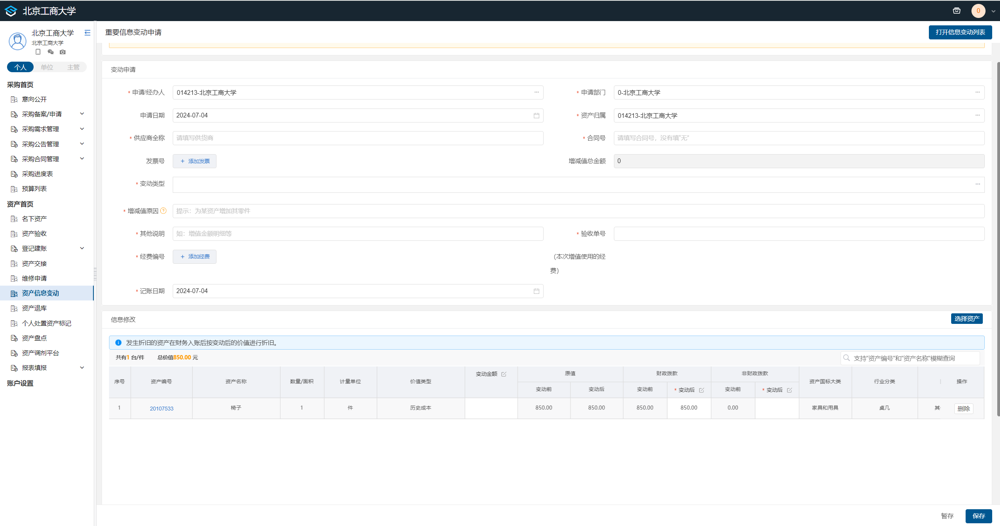 北京工商大学
0
北京工商大学
北京工商大学
个人 单位 主管
采购首页
意向公开
采购备案/申请
采购需求管理
采购公告管理
采购合同管理
采购进度表
预算列表
资产首页
名下资产
资产验收
登记建账
资产交接
维修申请
资产信息变动
资产退库
个人处置资产标记
资产盘点
资产调剂平台
报表填报
账户设置
重要信息变动申请 打开信息变动列表
变动申请
* 申请/经办人 014213-北京工商大学 ··· * 申请部门 0-北京工商大学 ···
申请日期 2024-07-04 * 资产归属 014213-北京工商大学 ···
* 供应商全称 请填写供货商 * 合同号 请填写合同号，没有填"无"
发票号 + 添加发票 增减值总金额 0
* 变动类型 ···
* 增减值原因 ? 提示：为某资产增加其零件
* 其他说明 如：增值金额明细等 * 验收单号
* 经费编号 + 添加经费 （本次增值使用的经
费）
* 记账日期 2024-07-04
信息修改 选择资产
发生折旧的资产在财务入账后按变动后的价值进行折旧。
共有1 台/件 总价值850.00 元 支持"资产编号"和"资产名称"模糊查询
序号 资产编号 资产名称 数量/面积 计量单位 价值类型 变动金额 原值 财政拨款 非财政拨款 资产国标大类 行业分类 操作
变动前 变动后 变动前 * 变动后 变动前 * 变动后
1 20107533 椅子 1 件 历史成本 850.00 850.00 850.00 850.00 0.00 家具和用具 桌几 其 删除
暂存 保存